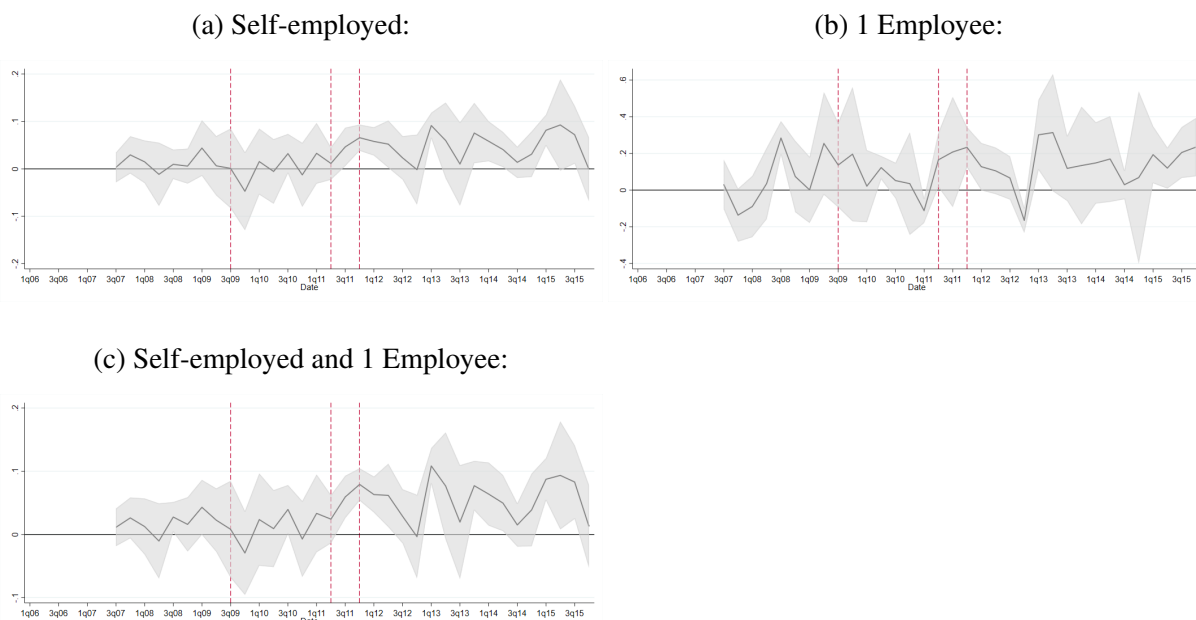 (a) Self-employed:
.2
.1
0
-.1
-.2
1q06 3q06 1q07 3q07 1q08 3q08 1q09 3q09 1q10 3q10 1q11 3q11 1q12 3q12 1q13 3q13 1q14 3q14 1q15 3q15
Date
(b) 1 Employee:
.6
.4
.2
0
-.2
-.4
1q06 3q06 1q07 3q07 1q08 3q08 1q09 3q09 1q10 3q10 1q11 3q11 1q12 3q12 1q13 3q13 1q14 3q14 1q15 3q15
Date
(c) Self-employed and 1 Employee:
.2
.1
0
-.1
1q06 3q06 1q07 3q07 1q08 3q08 1q09 3q09 1q10 3q10 1q11 3q11 1q12 3q12 1q13 3q13 1q14 3q14 1q15 3q15
Date